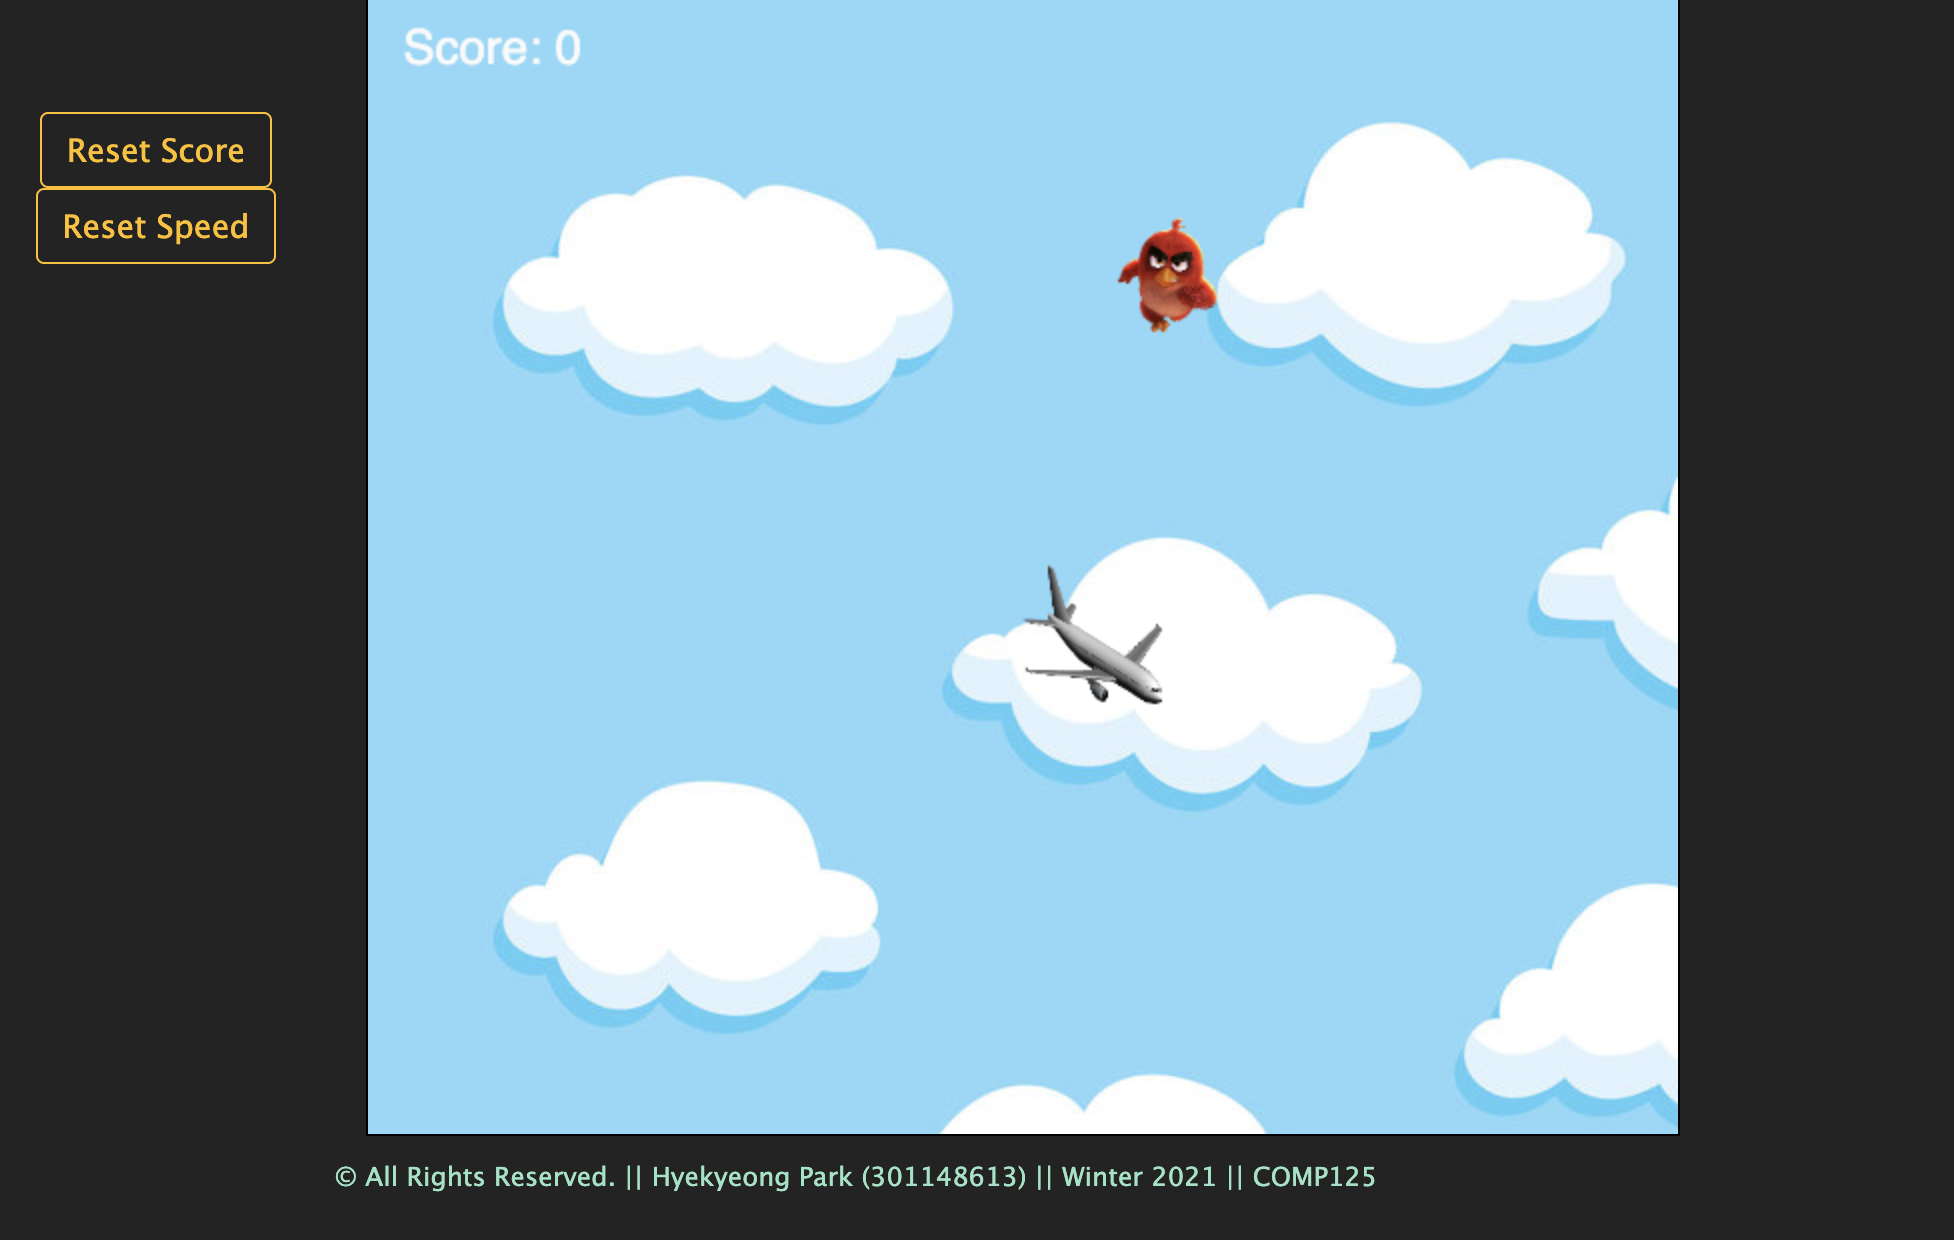 Score: 0
Reset Score
Reset Speed
© All Rights Reserved. || Hyekyeong Park (301148613) || Winter 2021 || COMP125